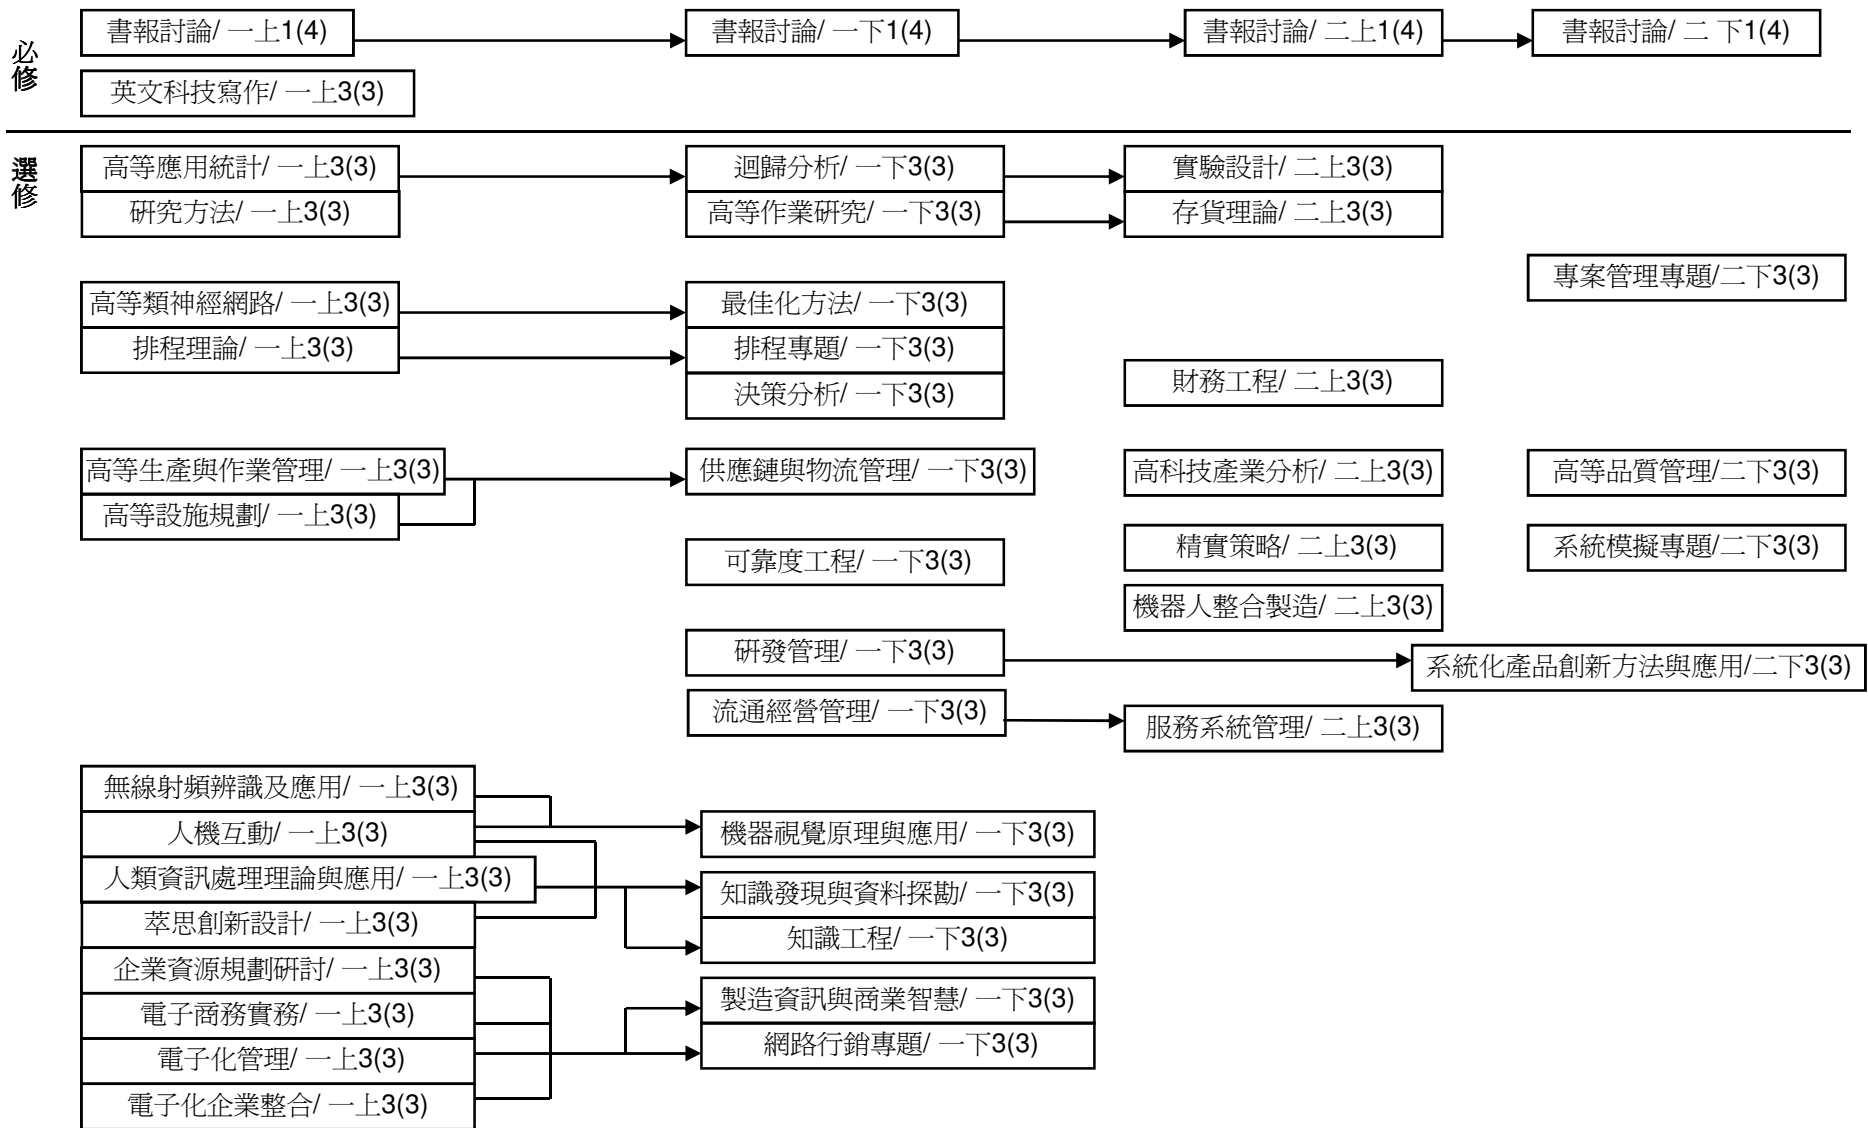 必修
書報討論/ 一上1(4)
書報討論/ 一下1(4)
書報討論/ 二上1(4)
書報討論/ 二 下1(4)
英文科技寫作/ 一上3(3)
選修
高等應用統計/ 一上3(3)
迴歸分析/ 一下3(3)
實驗設計/ 二上3(3)
研究方法/ 一上3(3)
高等作業研究/ 一下3(3)
存貨理論/ 二上3(3)
專案管理專題/二下3(3)
高等類神經網路/ 一上3(3)
最佳化方法/ 一下3(3)
排程理論/ 一上3(3)
排程專題/ 一下3(3)
財務工程/ 二上3(3)
決策分析/ 一下3(3)
高等生產與作業管理/ 一上3(3)
供應鏈與物流管理/ 一下3(3)
高科技產業分析/ 二上3(3)
高等品質管理/二下3(3)
高等設施規劃/ 一上3(3)
可靠度工程/ 一下3(3)
精實策略/ 二上3(3)
系統模擬專題/二下3(3)
機器人整合製造/ 二上3(3)
研發管理/ 一下3(3)
系統化產品創新方法與應用/二下3(3)
流通經營管理/ 一下3(3)
服務系統管理/ 二上3(3)
無線射頻辨識及應用/ 一上3(3)
人機互動/ 一上3(3)
機器視覺原理與應用/ 一下3(3)
人類資訊處理理論與應用/ 一上3(3)
知識發現與資料探勘/ 一下3(3)
萃思創新設計/ 一上3(3)
知識工程/ 一下3(3)
企業資源規劃研討/ 一上3(3)
製造資訊與商業智慧/ 一下3(3)
電子商務實務/ 一上3(3)
網路行銷專題/ 一下3(3)
電子化管理/ 一上3(3)
電子化企業整合/ 一上3(3)